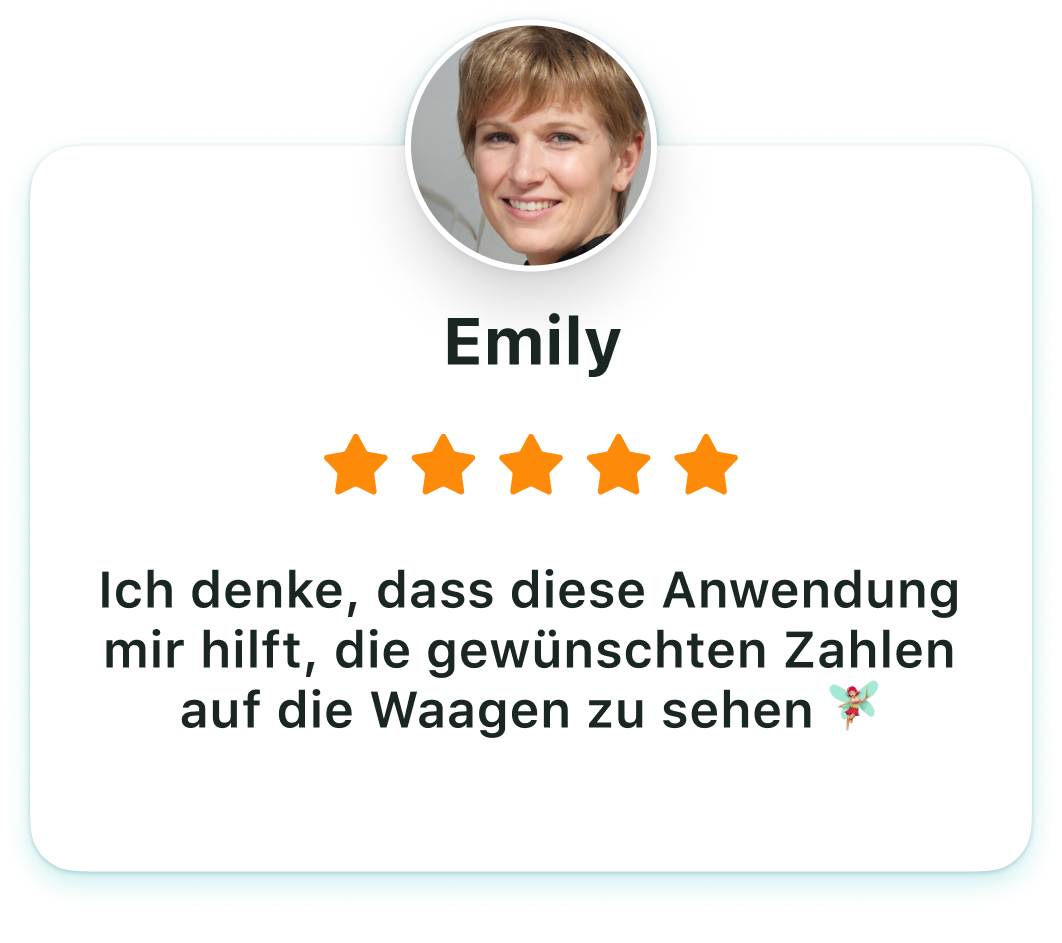 Emily
Ich denke, dass diese Anwendung
mir hilft, die gewünschten Zahlen
auf die Waagen zu sehen 🧚